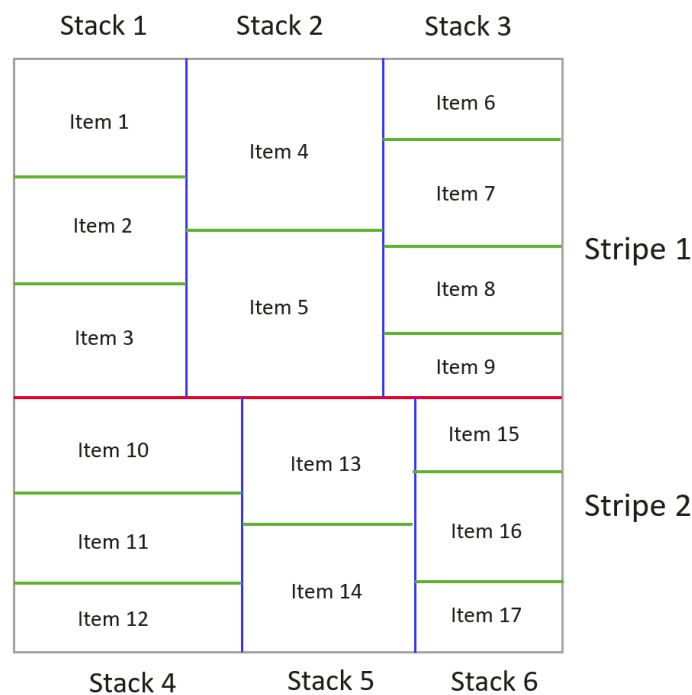 Stack 1
Stack 2
Stack 3
Item 1
Item 2
Item 3
Item 4
Item 5
Item 6
Item 7
Item 8
Item 9
Stripe 1
Item 10
Item 11
Item 12
Item 13
Item 14
Item 15
Item 16
Item 17
Stripe 2
Stack 4
Stack 5
Stack 6